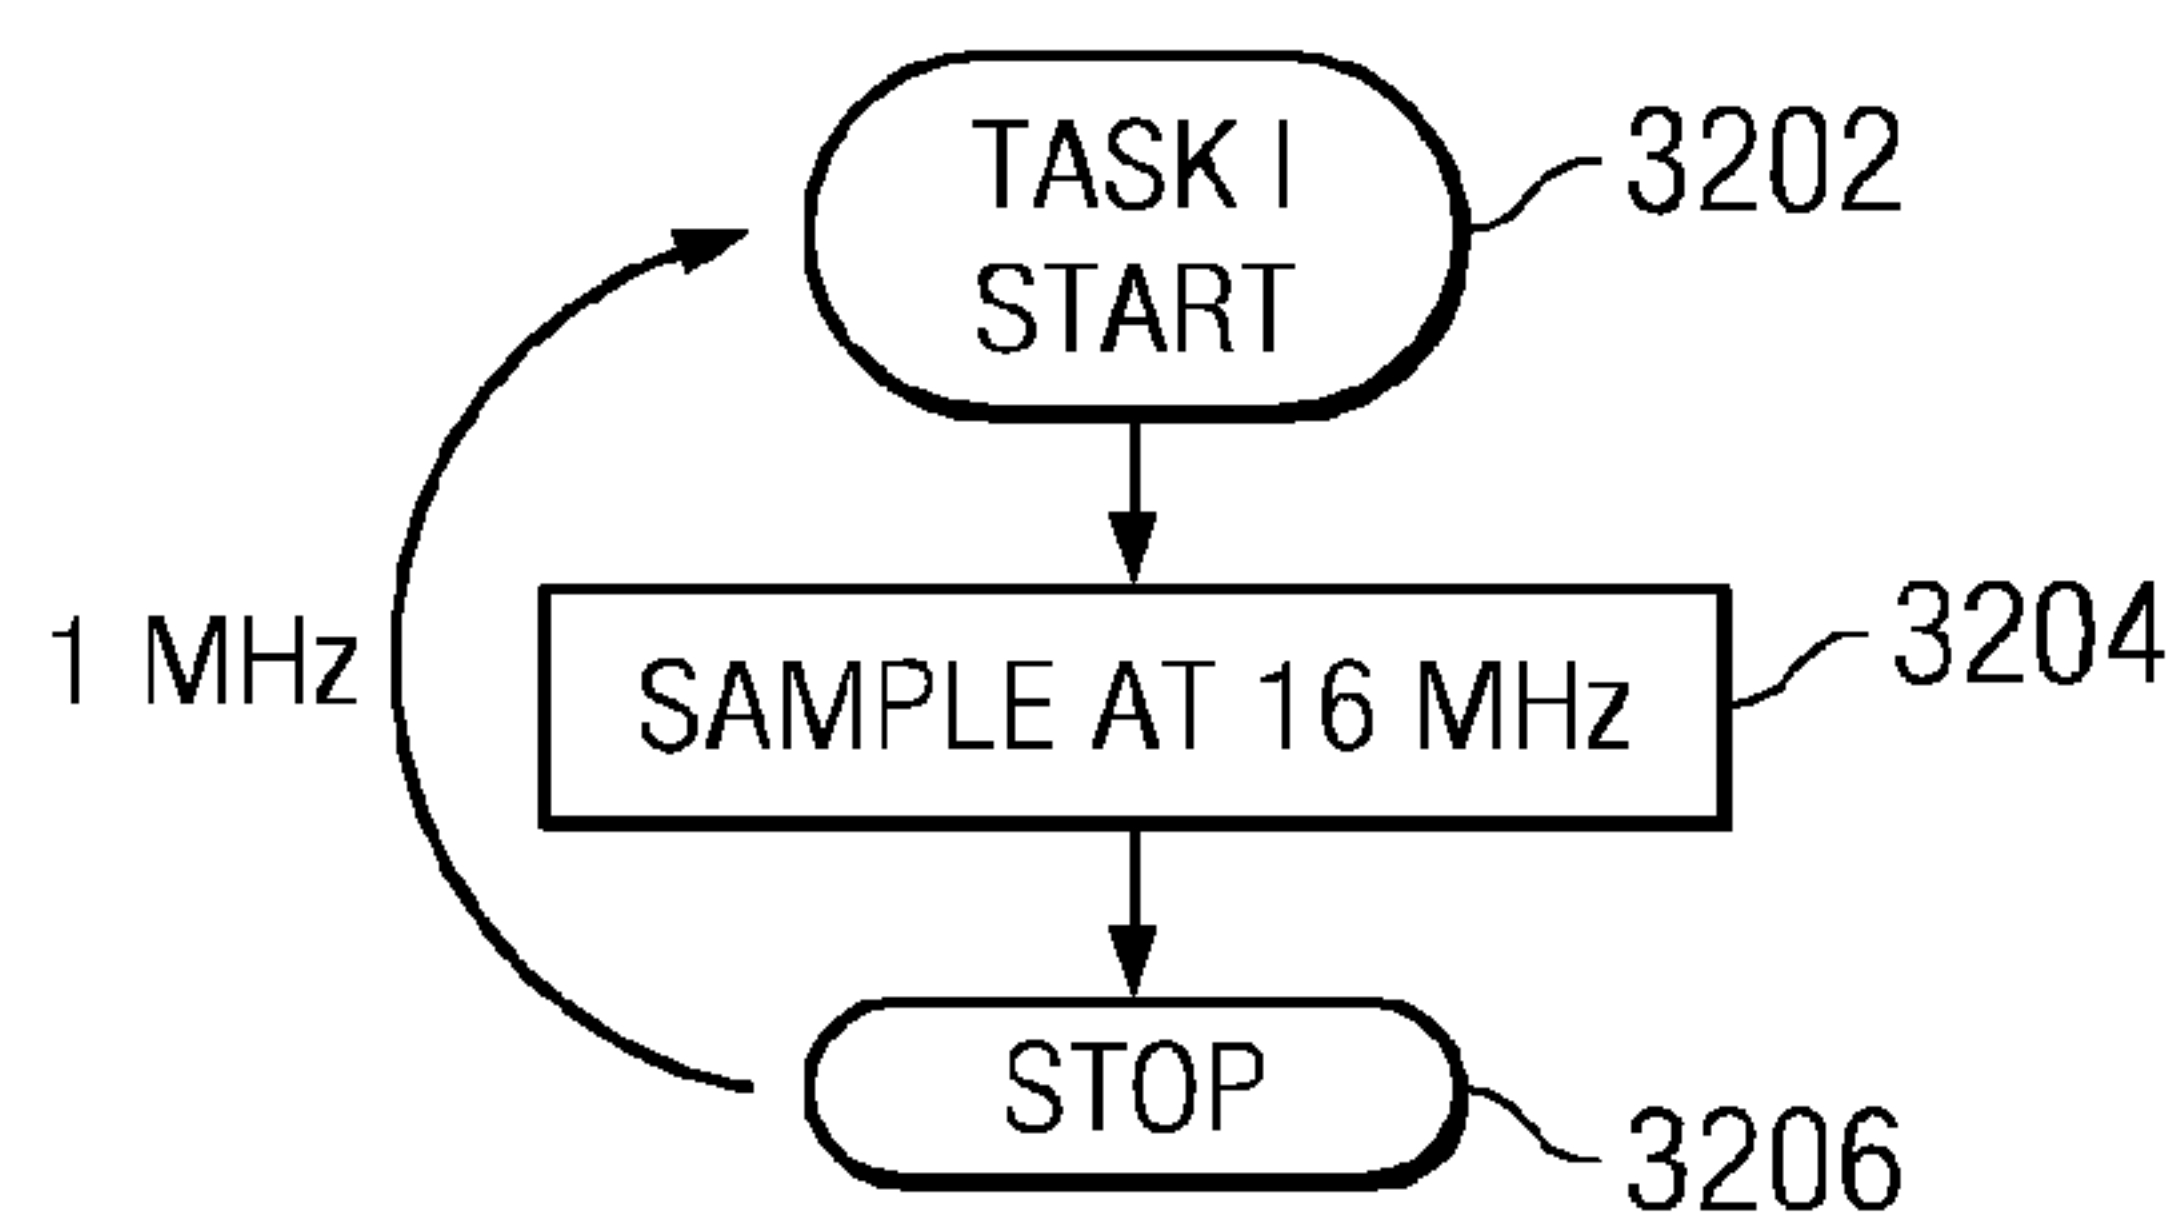 TASK I
START
3202
1 MHz
SAMPLE AT 16 MHz
3204
STOP
3206